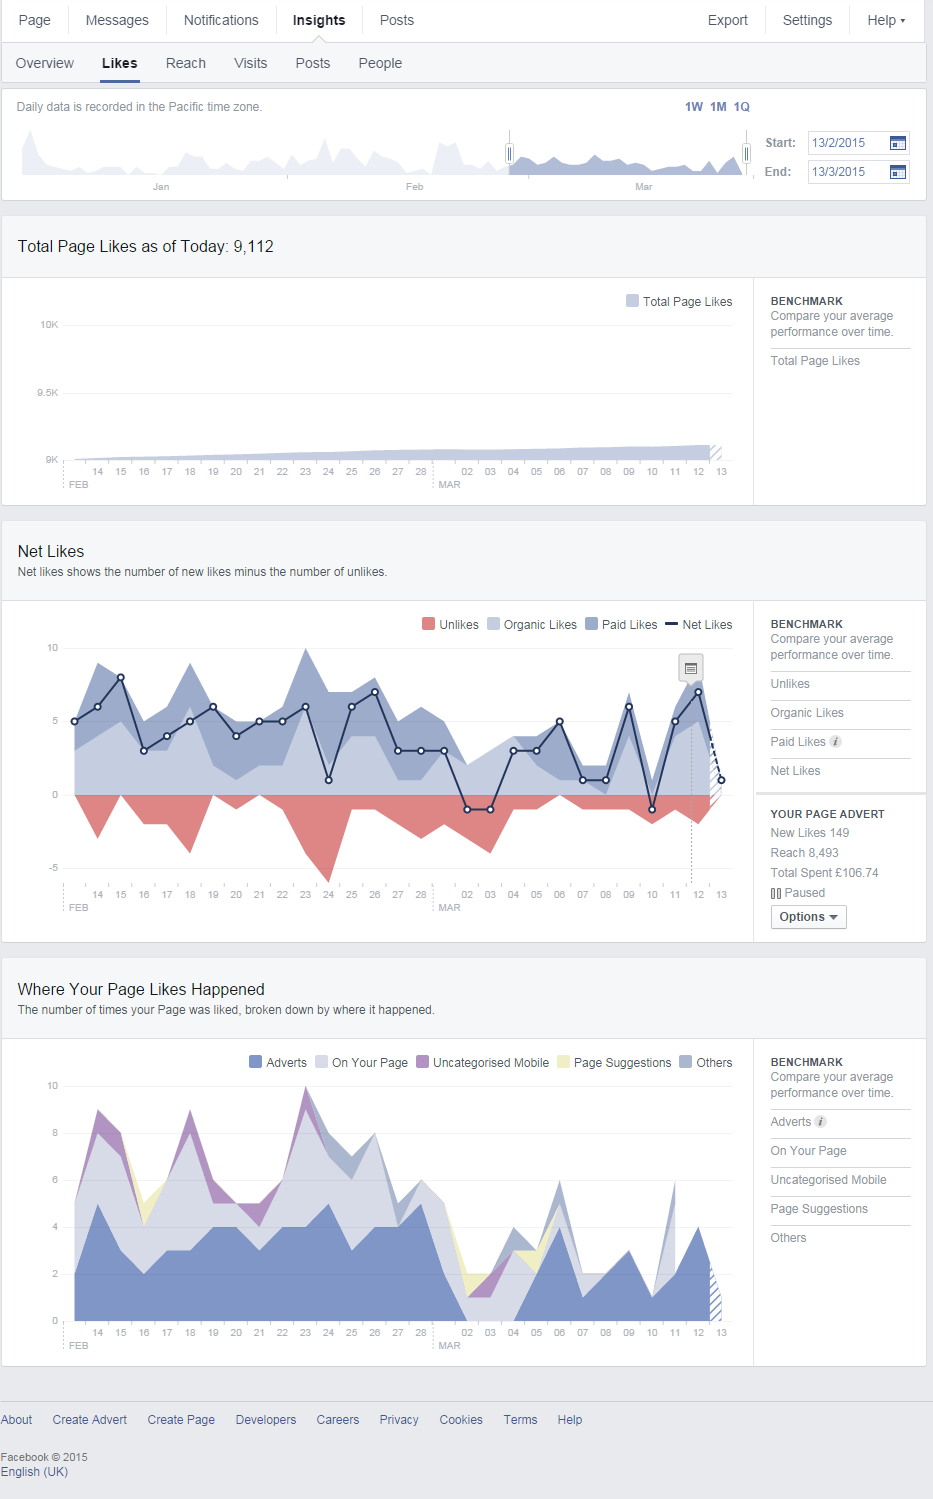 Page Messages Notifications Insights Posts Export Settings Help
Overview Likes Reach Visits Posts People
Daily data is recorded in the Pacific time zone.
1W 1M 1Q
Start: 13/2/2015
End: 13/3/2015
Jan Feb Mar
Total Page Likes as of Today: 9,112
Total Page Likes
10K
9.5K
9K
14 15 16 17 18 19 20 21 22 23 24 25 26 27 28 02 03 04 05 06 07 08 09 10 11 12 13
FEB MAR
BENCHMARK
Compare your average
performance over time.
Total Page Likes
Net Likes
Net likes shows the number of new likes minus the number of unlikes.
Unlikes Organic Likes Paid Likes Net Likes
10
5
0
-5
14 15 16 17 18 19 20 21 22 23 24 25 26 27 28 02 03 04 05 06 07 08 09 10 11 12 13
FEB MAR
BENCHMARK
Compare your average
performance over time.
Unlikes
Organic Likes
Paid Likes i
Net Likes
YOUR PAGE ADVERT
New Likes 149
Reach 8,493
Total Spent £106.74
Paused
Options
Where Your Page Likes Happened
The number of times your Page was liked, broken down by where it happened.
Adverts On Your Page Uncategorised Mobile Page Suggestions Others
10
8
6
4
2
0
14 15 16 17 18 19 20 21 22 23 24 25 26 27 28 02 03 04 05 06 07 08 09 10 11 12 13
FEB MAR
BENCHMARK
Compare your average
performance over time.
Adverts i
On Your Page
Uncategorised Mobile
Page Suggestions
Others
About Create Advert Create Page Developers Careers Privacy Cookies Terms Help
Facebook © 2015
English (UK)